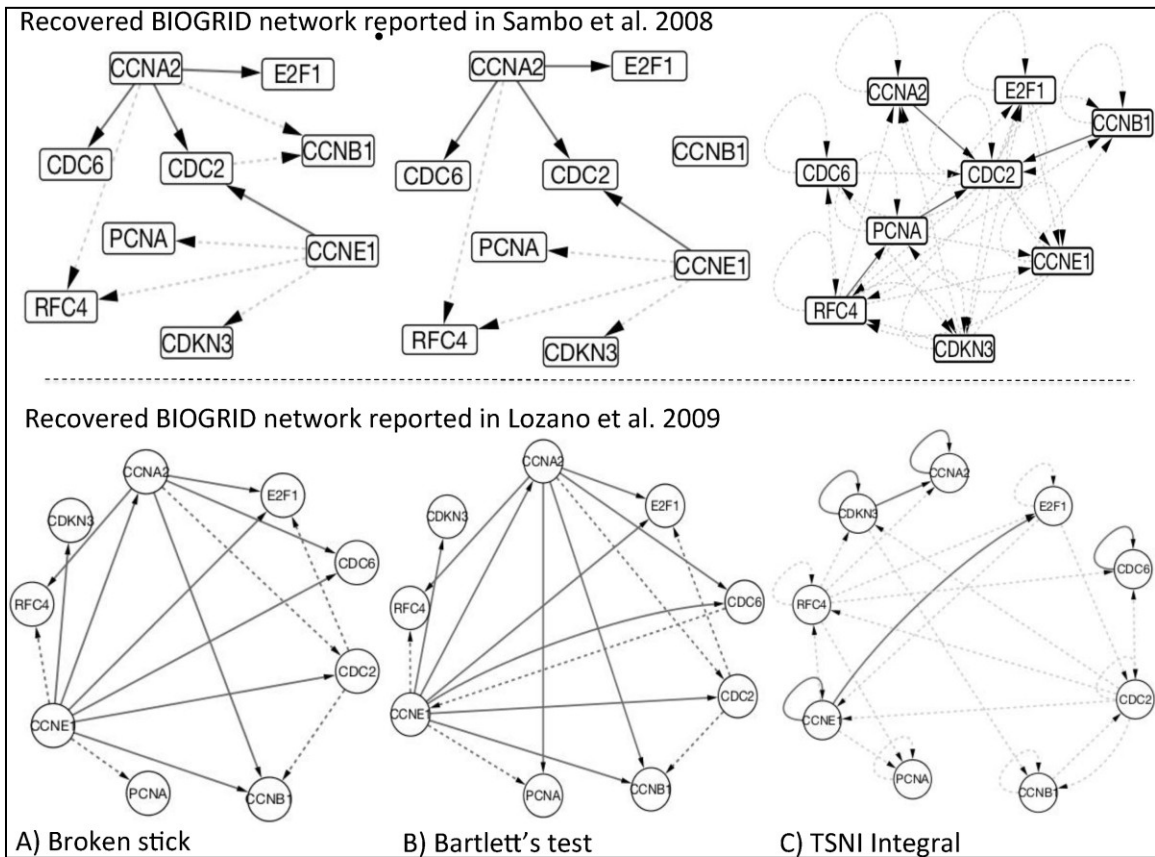 Recovered BIOGRID network reported in Sambo et al. 2008
CCNA2
E2F1
CCNB1
CDC6
CDC2
PCNA
CCNE1
RFC4
CDKN3
CCNA2
E2F1
CCNB1
CDC6
CDC2
PCNA
CCNE1
RFC4
CDKN3
CCNA2
E2F1
CCNB1
CDC6
CDC2
PCNA
CCNE1
RFC4
CDKN3
Recovered BIOGRID network reported in Lozano et al. 2009
CCNA2
E2F1
CDKN3
CDC6
RFC4
CDC2
CCNE1
PCNA
CCNB1
CCNA2
E2F1
CDKN3
CDC6
RFC4
CDC2
CCNE1
PCNA
CCNB1
CCNA2
CDKN3
E2F1
CDC6
RFC4
CDC2
CCNE1
PCNA
CCNB1
A) Broken stick
B) Bartlett's test
C) TSNI Integral